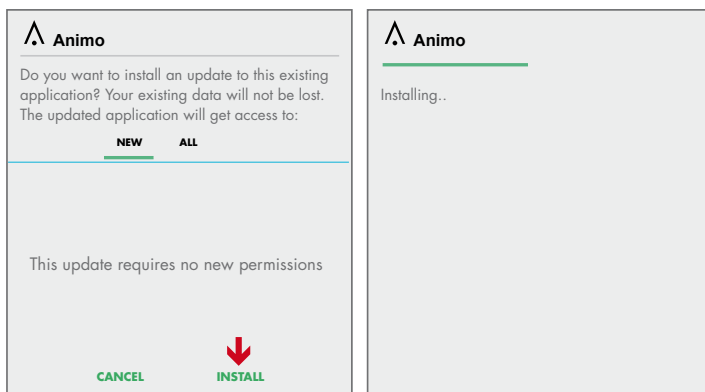 Animo
Do you want to install an update to this existing
application? Your existing data will not be lost.
The updated application will get access to:
NEW ALL
This update requires no new permissions
CANCEL INSTALL
Animo
Installing..